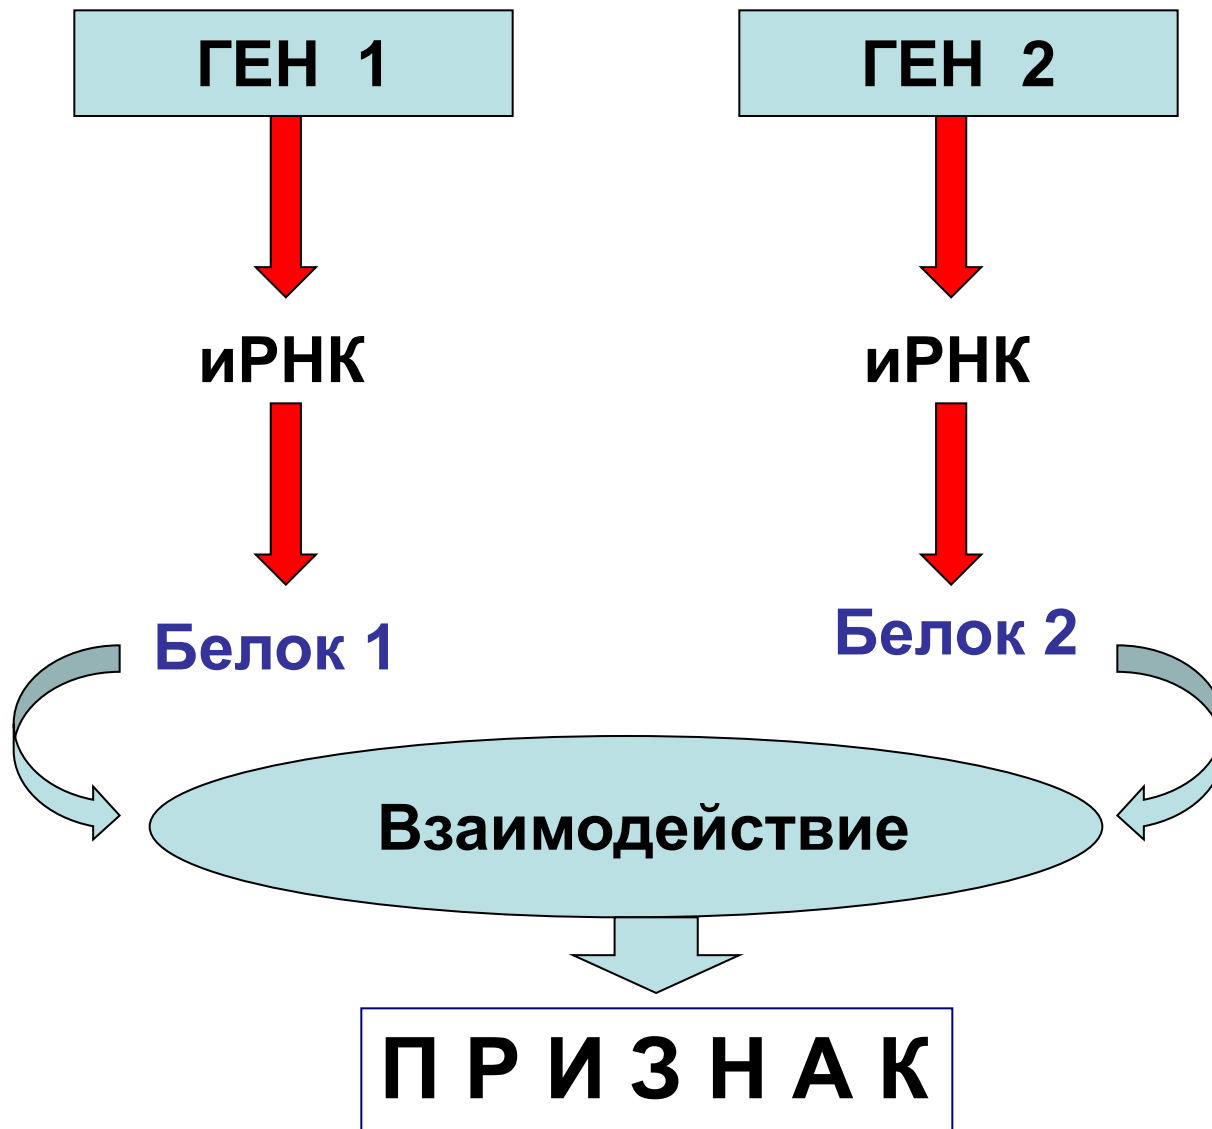 ГЕН 1
ГЕН 2
иРНК
иРНК
Белок 1
Белок 2
Взаимодействие
П Р И З Н А К